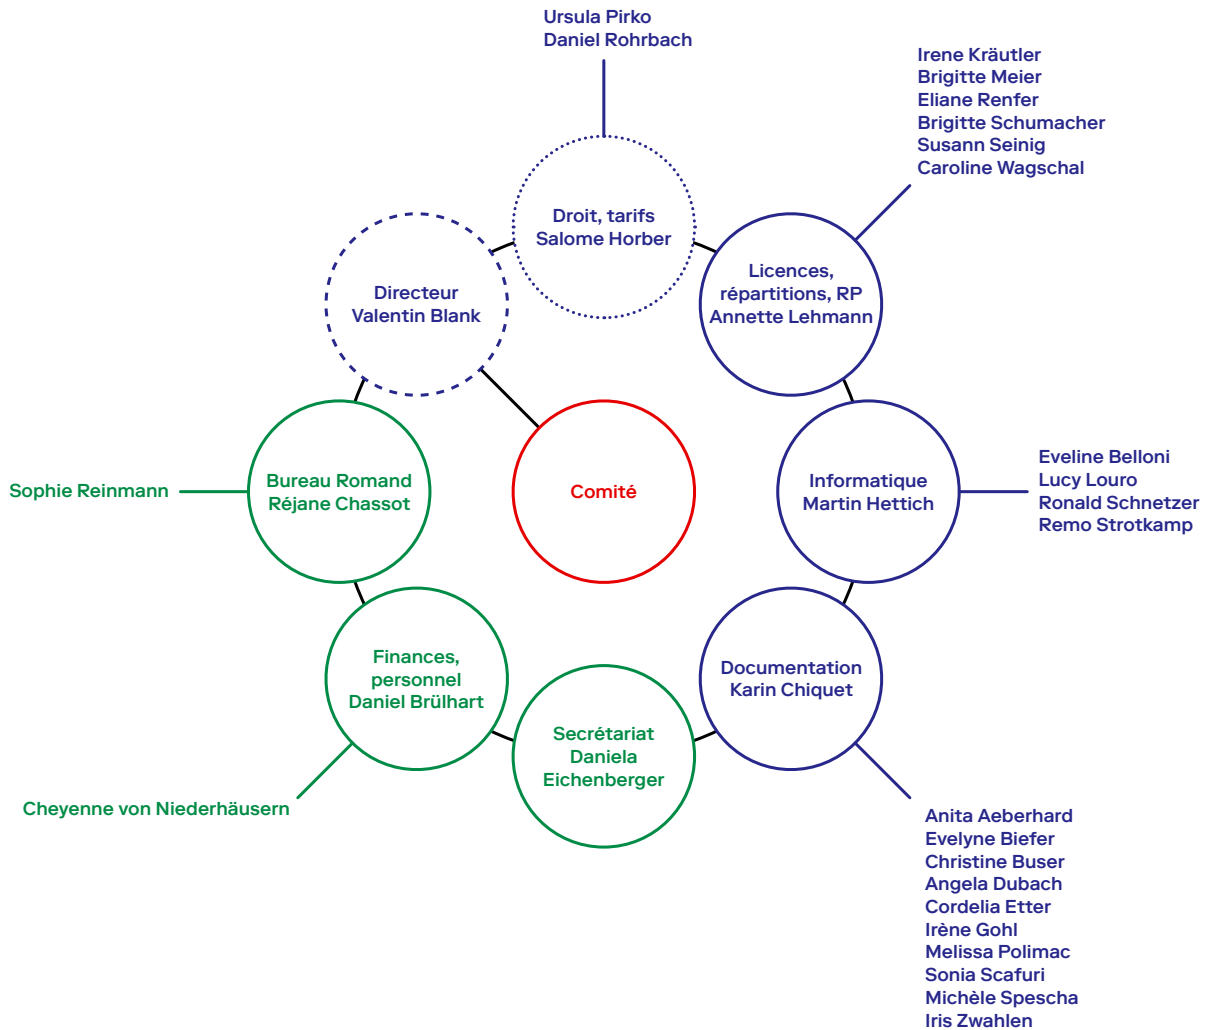 Ursula Pirko
Daniel Rohrbach
Irene Kräutler
Brigitte Meier
Eliane Renfer
Brigitte Schumacher
Susann Seinig
Caroline Wagschal
Droit, tarifs
Salome Horber
Directeur
Valentin Blank
Licences,
répartitions, RP
Annette Lehmann
Sophie Reinmann
Bureau Romand
Réjane Chassot
Comité
Informatique
Martin Hettich
Eveline Belloni
Lucy Louro
Ronald Schnetzer
Remo Strotkamp
Finances,
personnel
Daniel Brülhart
Documentation
Karin Chiquet
Secrétariat
Daniela
Eichenberger
Cheyenne von Niederhäusern
Anita Aeberhard
Evelyne Biefer
Christine Buser
Angela Dubach
Cordelia Etter
Irène Gohl
Melissa Polimac
Sonia Scafuri
Michèle Spescha
Iris Zwahlen